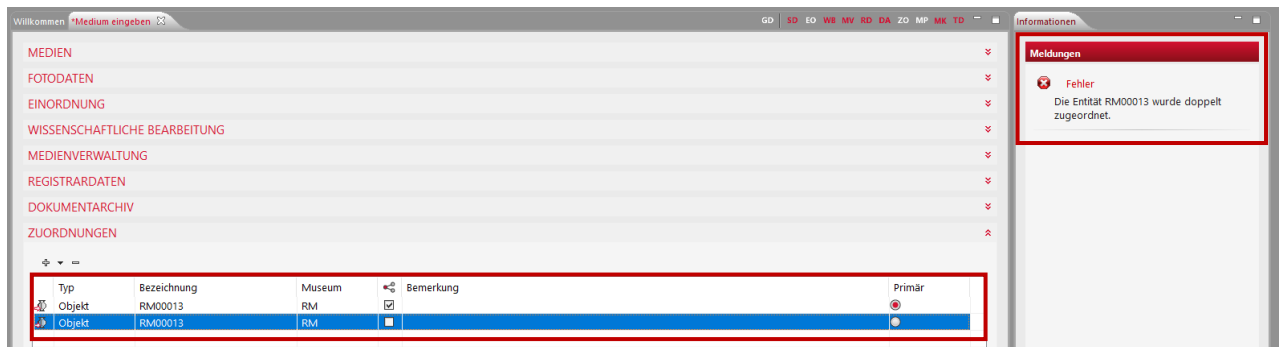 Willkommen *Medium eingeben GD SD EO WB MV RD DA ZO MP MK TD
MEDIEN
FOTODATEN
EINORDNUNG
WISSENSCHAFTLICHE BEARBEITUNG
MEDIENVERWALTUNG
REGISTRARDATEN
DOKUMENTARCHIV
ZUORDNUNGEN
Typ Bezeichnung Museum Bemerkung Primär
Objekt RM00013 RM
Objekt RM00013 RM
Informationen
Meldungen
Fehler
Die Entität RM00013 wurde doppelt
zugeordnet.